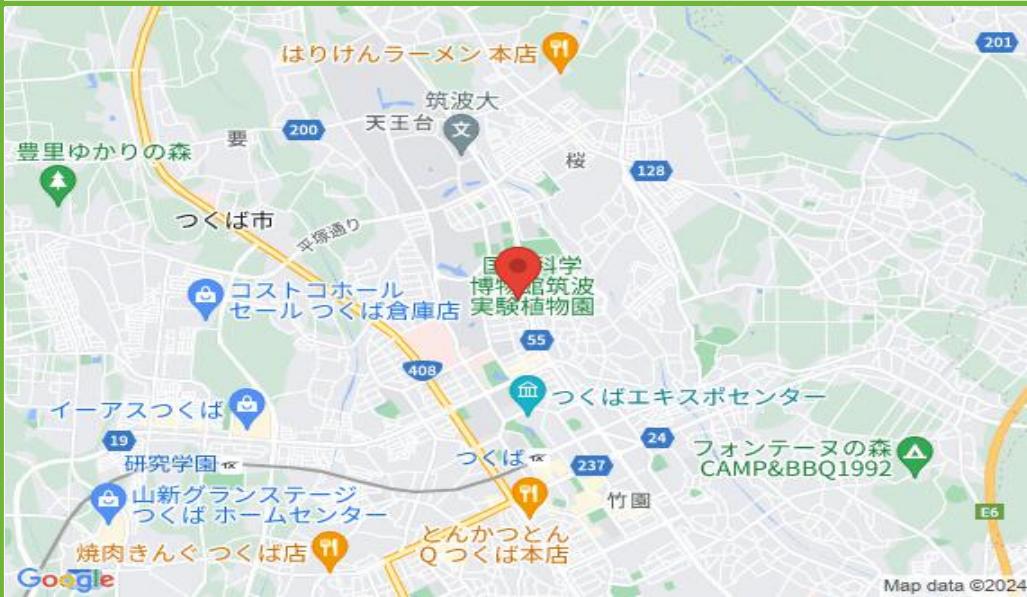 はりけんラーメン 本店
201
筑波大
天王台
文
200
要
桜
豊里ゆかりの森
128
つくば市
平塚通り
科学
博物館筑波
実験植物園
コストコホール
セール つくば倉庫店
55
408
つくばエキスポセンター
イーアスつくば
19
24
フォンテーヌの森
CAMP&BBQ1992
研究学園
つくば
237
山新グランステージ
つくば ホームセンター
竹園
E6
とんかつとん
Q つくば本店
焼肉きんぐ つくば店
Google
Map data ©2024